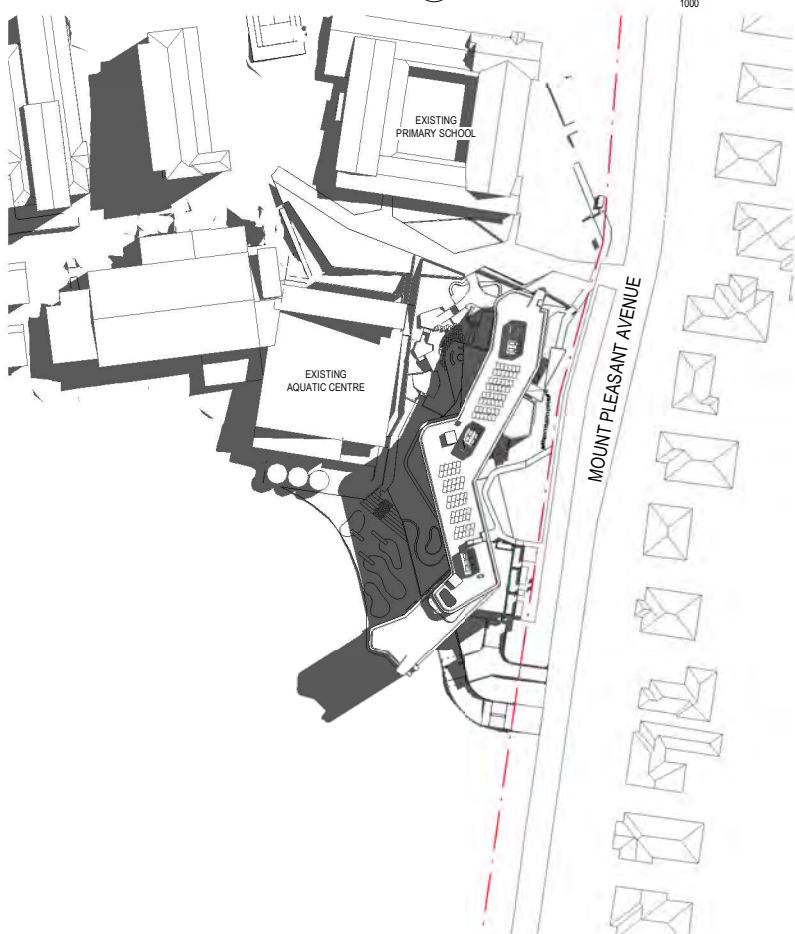 1000
EXISTING
PRIMARY SCHOOL
MOUNT PLEASANT AVENUE
EXISTING
AQUATIC CENTRE